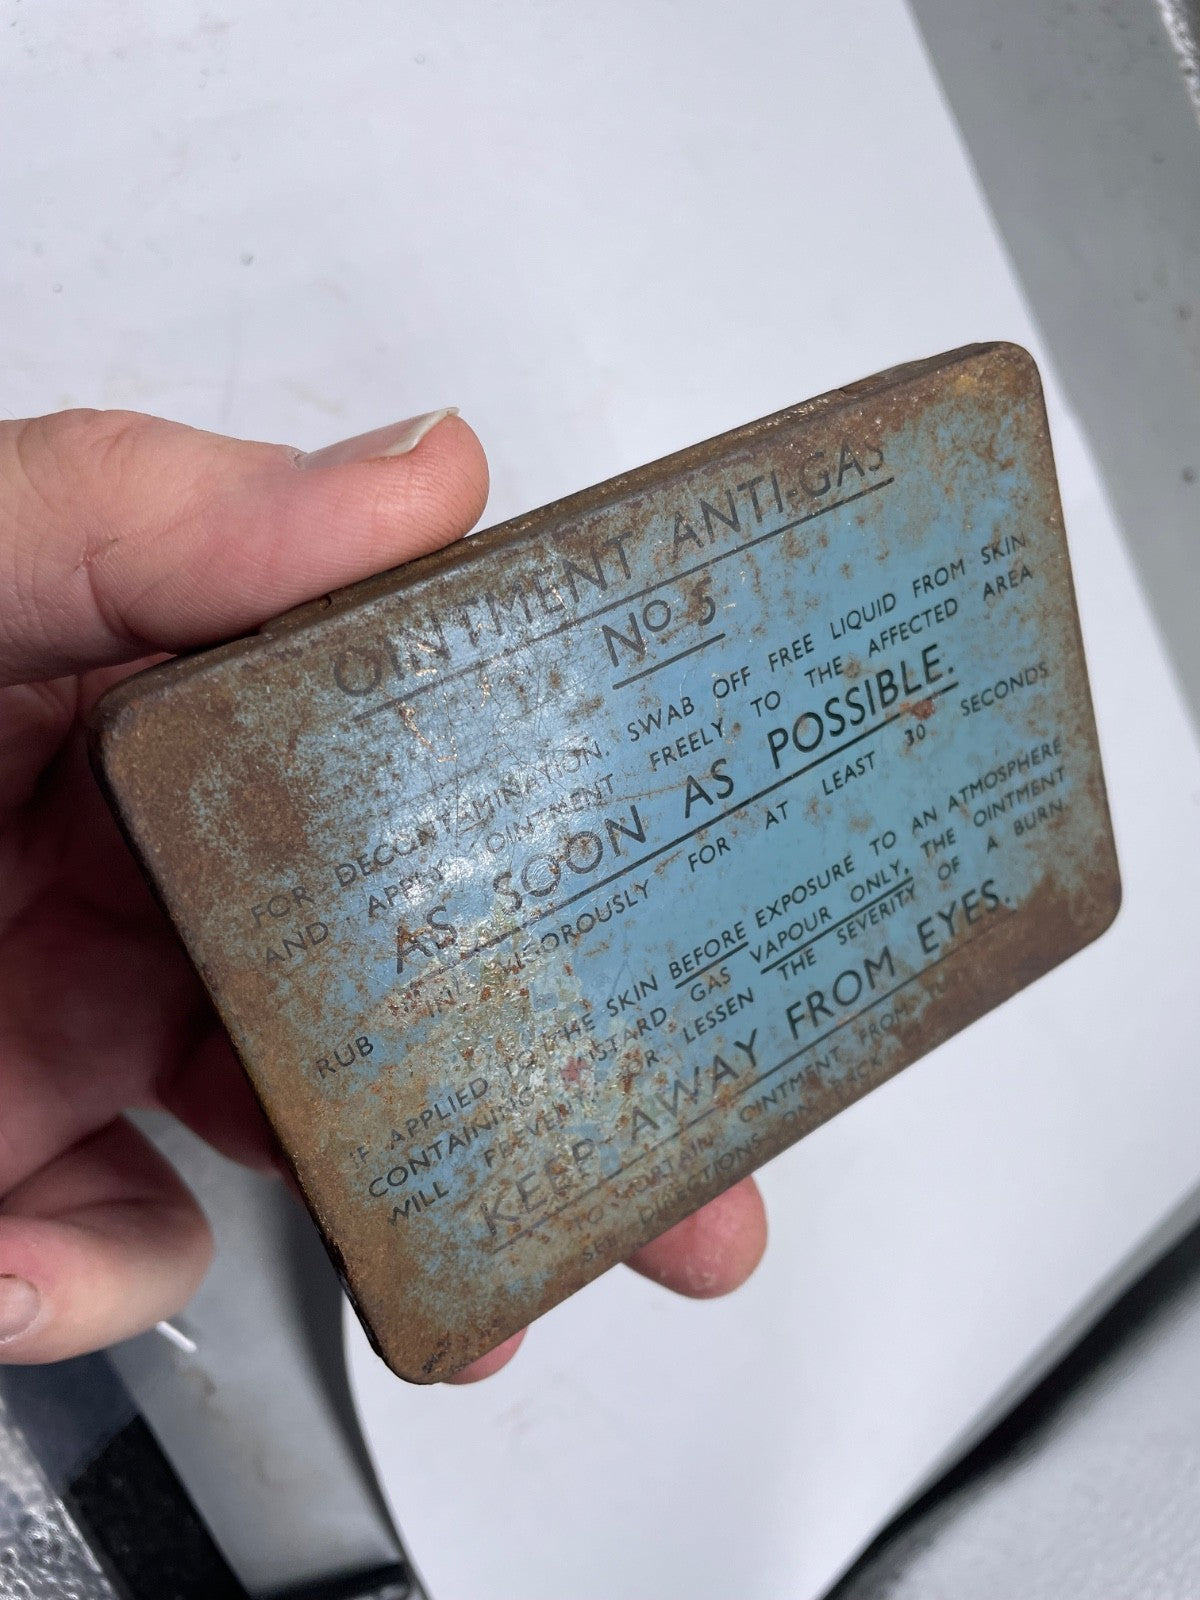 OINTMENT ANTI-GAS
No 5
FOR DECONTAMINATION. SWAB OFF FREE LIQUID FROM SKIN
AND APPLY OINTMENT FREELY TO THE AFFECTED AREA
AS SOON AS POSSIBLE.
RUB IN VIGOROUSLY FOR AT LEAST 30 SECONDS
IF APPLIED TO THE SKIN BEFORE EXPOSURE TO AN ATMOSPHERE
CONTAINING MUSTARD GAS VAPOUR ONLY, THE OINTMENT
WILL PREVENT OR LESSEN THE SEVERITY OF A BURN.
KEEP AWAY FROM EYES.
TO OBTAIN OINTMENT FROM
SEE DIRECTIONS ON BACK